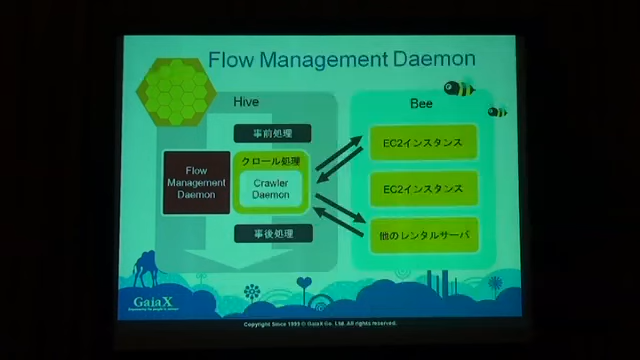 Flow Management Daemon
Hive
事前処理
Flow
Management
Daemon
クロール処理
Crawler
Daemon
事後処理
Bee
EC2インスタンス
EC2インスタンス
他のレンタルサーバ
GaiaX
Copyright Since 1999 © GaiaX Co. Ltd. All rights reserved.